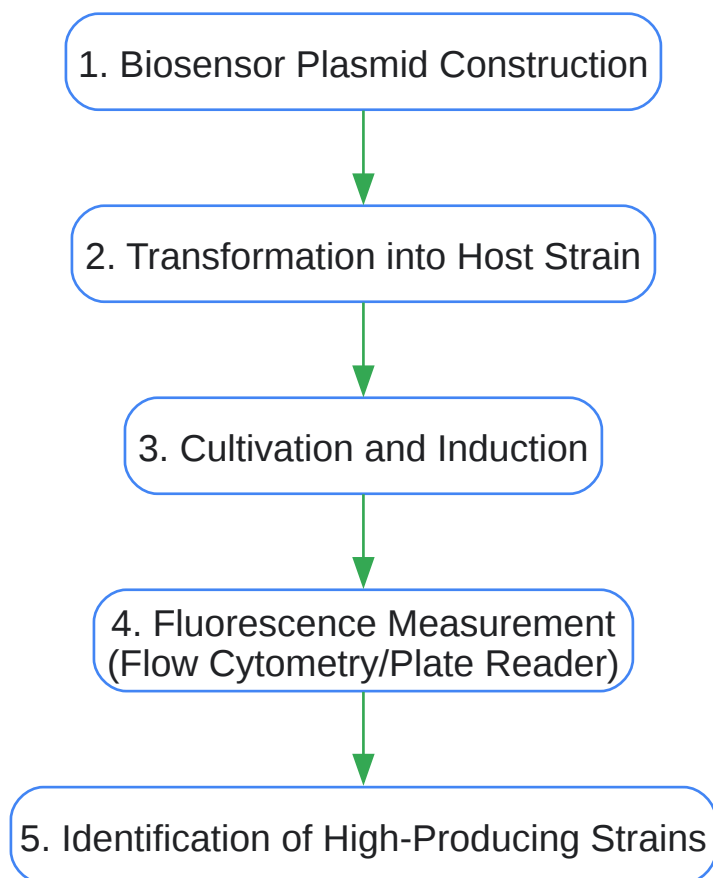 1. Biosensor Plasmid Construction
2. Transformation into Host Strain
3. Cultivation and Induction
4. Fluorescence Measurement
(Flow Cytometry/Plate Reader)
5. Identification of High-Producing Strains